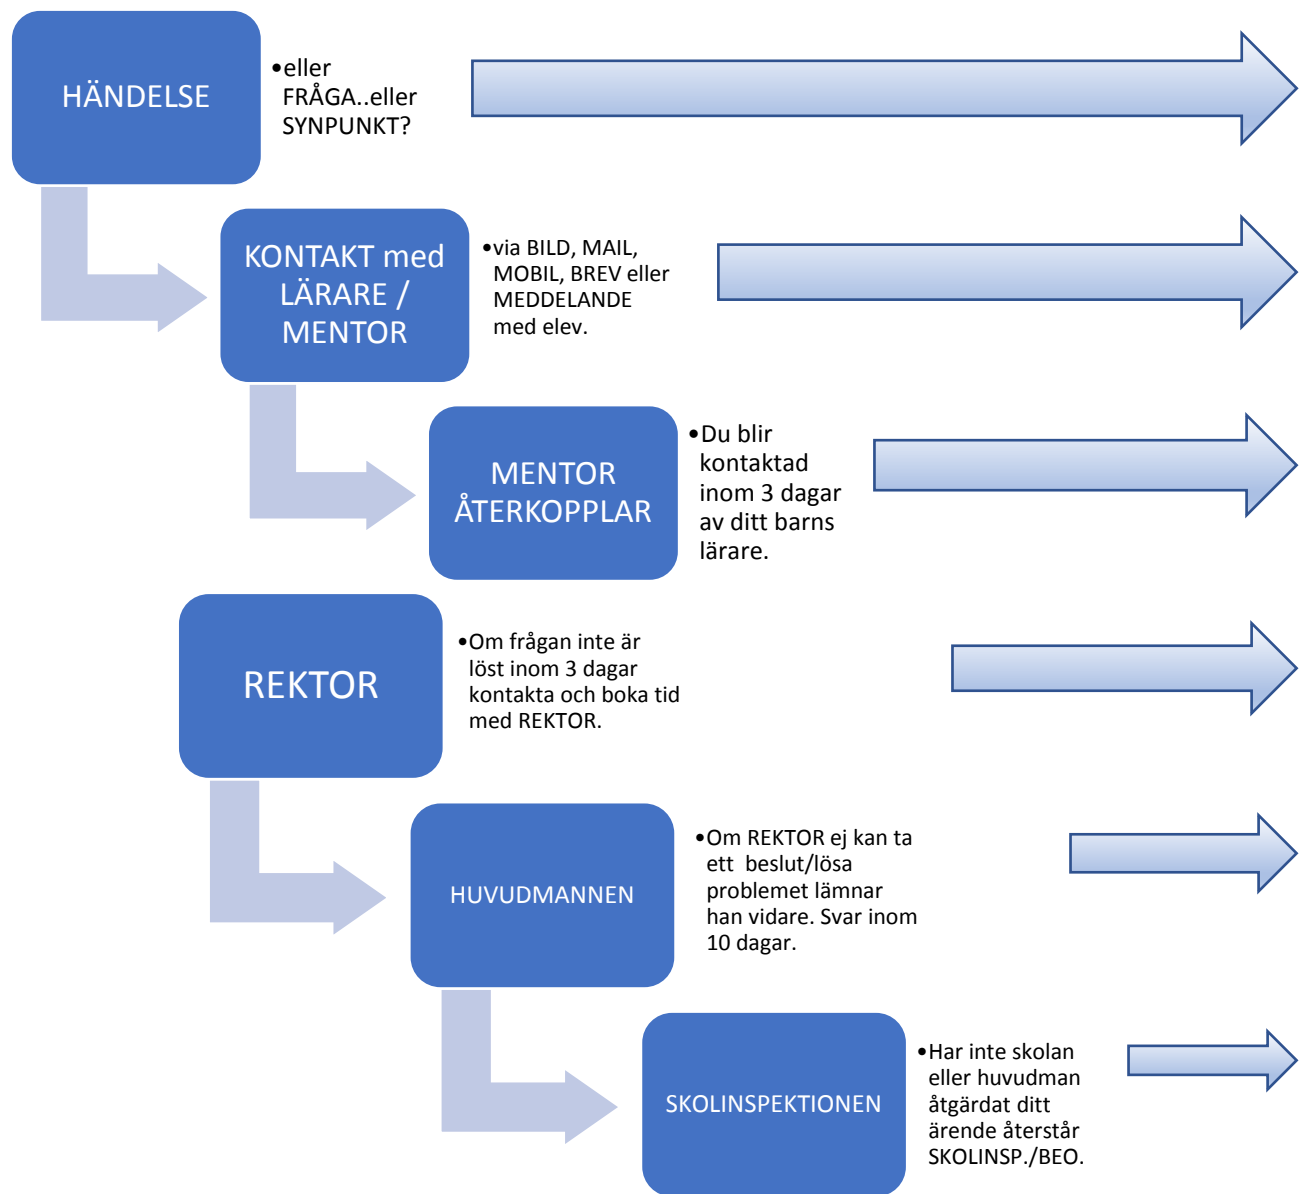 HÄNDELSE
•eller
FRÅGA..eller
SYNPUNKT?
KONTAKT med
LÄRARE /
MENTOR
•via BILD, MAIL,
MOBIL, BREV eller
MEDDELANDE
med elev.
MENTOR
ÅTERKOPPLAR
•Du blir
kontaktad
inom 3 dagar
av ditt barns
lärare.
REKTOR
•Om frågan inte är
löst inom 3 dagar
kontakta och boka tid
med REKTOR.
HUVUDMANNEN
•Om REKTOR ej kan ta
ett beslut/lösa
problemet lämnar
han vidare. Svar inom
10 dagar.
SKOLINSPEKTIONEN
•Har inte skolan
eller huvudman
åtgärdat ditt
ärende återstår
SKOLINSP./BEO.